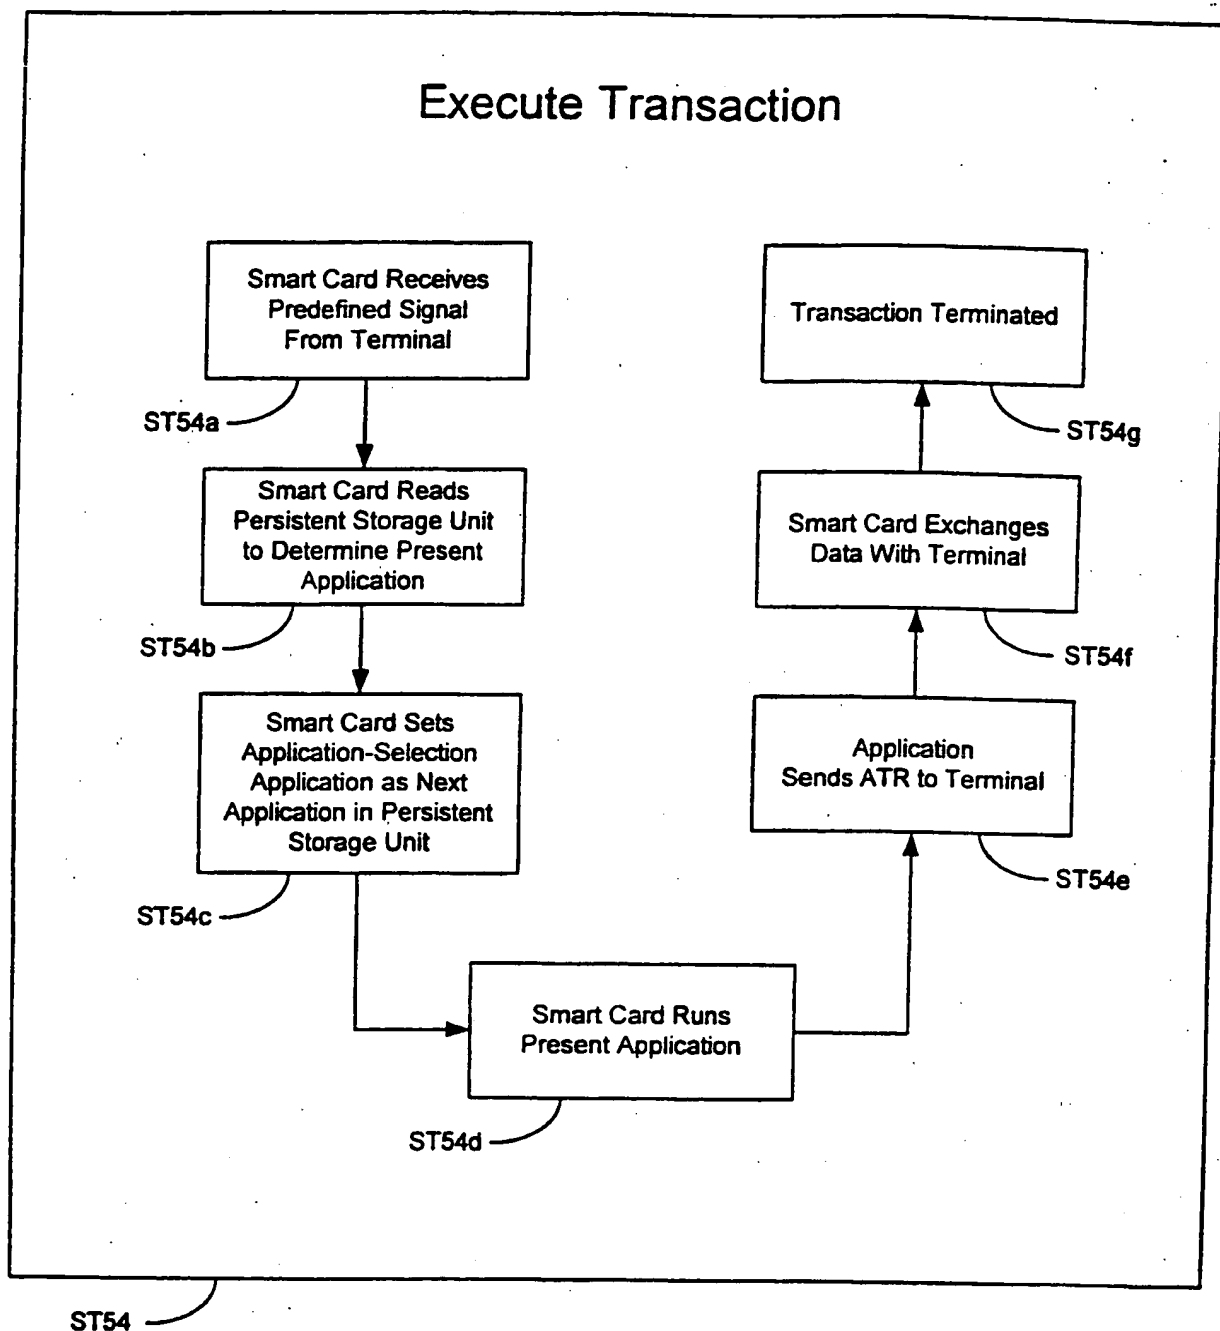 Execute Transaction
Smart Card Receives
Predefined Signal
From Terminal
ST54a
Smart Card Reads
Persistent Storage Unit
to Determine Present
Application
ST54b
Smart Card Sets
Application-Selection
Application as Next
Application in Persistent
Storage Unit
ST54c
Smart Card Runs
Present Application
ST54d
Application
Sends ATR to Terminal
ST54e
Smart Card Exchanges
Data With Terminal
ST54f
Transaction Terminated
ST54g
ST54